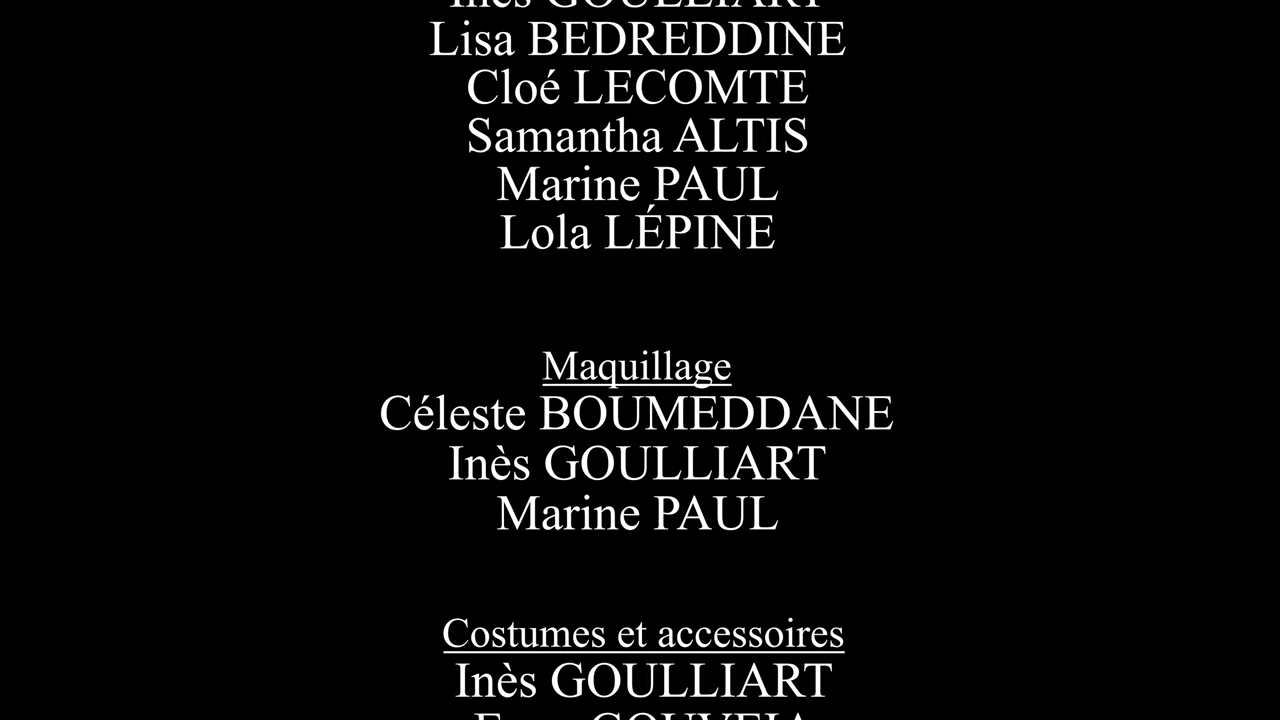 Inès GOULLIART
Lisa BEDREDDINE
Cloé LECOMTE
Samantha ALTIS
Marine PAUL
Lola LÉPINE
Maquillage
Céleste BOUMEDDANE
Inès GOULLIART
Marine PAUL
Costumes et accessoires
Inès GOULLIART
GOUVEIA